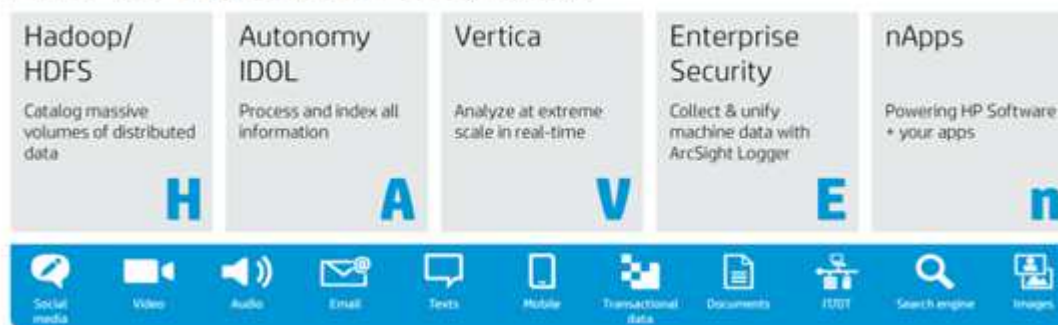 Hadoop/
HDFS
Catalog massive
volumes of distributed
data
H
Autonomy
IDOL
Process and index all
information
A
Vertica
Analyze at extreme
scale in real-time
V
Enterprise
Security
Collect & unify
machine data with
ArcSight Logger
E
nApps
Powering HP Software
+ your apps
n
Social
media
Video
Audio
Email
Texts
Mobile
Transactional
data
Documents
IT/OT
Search engine
Images